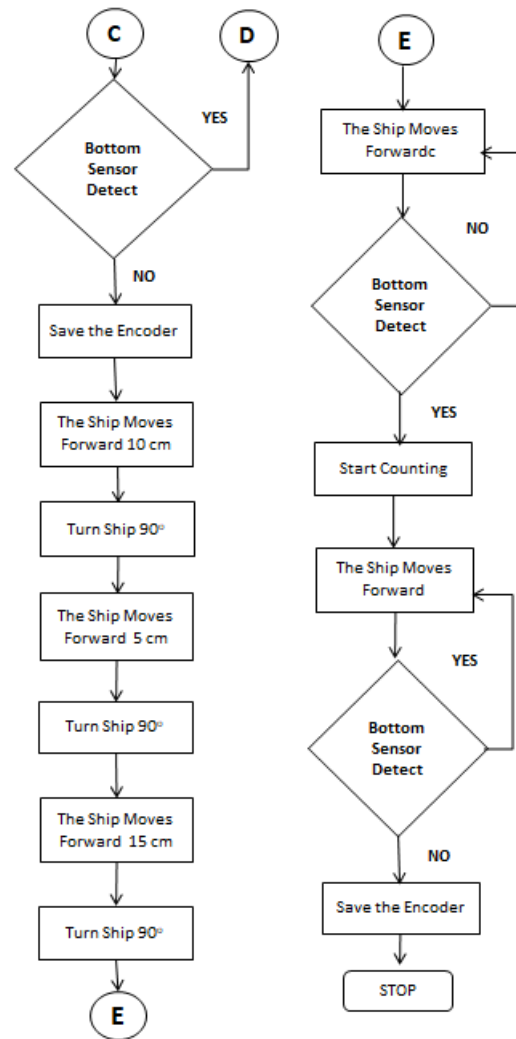 C
D
YES
Bottom
Sensor
Detect
NO
Save the Encoder
The Ship Moves
Forward 10 cm
Turn Ship 90°
The Ship Moves
Forward 5 cm
Turn Ship 90°
The Ship Moves
Forward 15 cm
Turn Ship 90°
E
E
The Ship Moves
Forwardc
NO
Bottom
Sensor
Detect
YES
Start Counting
The Ship Moves
Forward
YES
Bottom
Sensor
Detect
NO
Save the Encoder
STOP